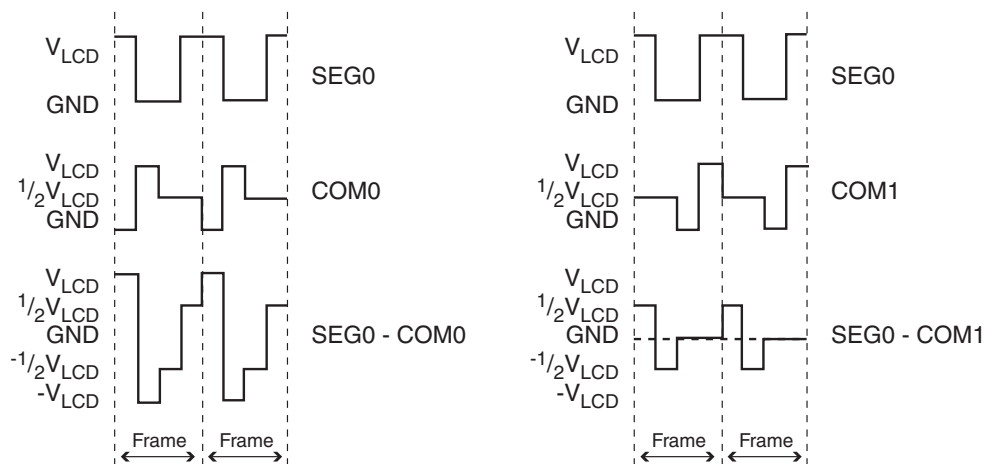 V_LCD
GND
SEG0
V_LCD
1/2V_LCD
GND
COM0
V_LCD
1/2V_LCD
GND
-1/2V_LCD
-V_LCD
SEG0 - COM0
Frame
Frame
V_LCD
GND
SEG0
V_LCD
1/2V_LCD
GND
COM1
V_LCD
1/2V_LCD
GND
-1/2V_LCD
-V_LCD
SEG0 - COM1
Frame
Frame